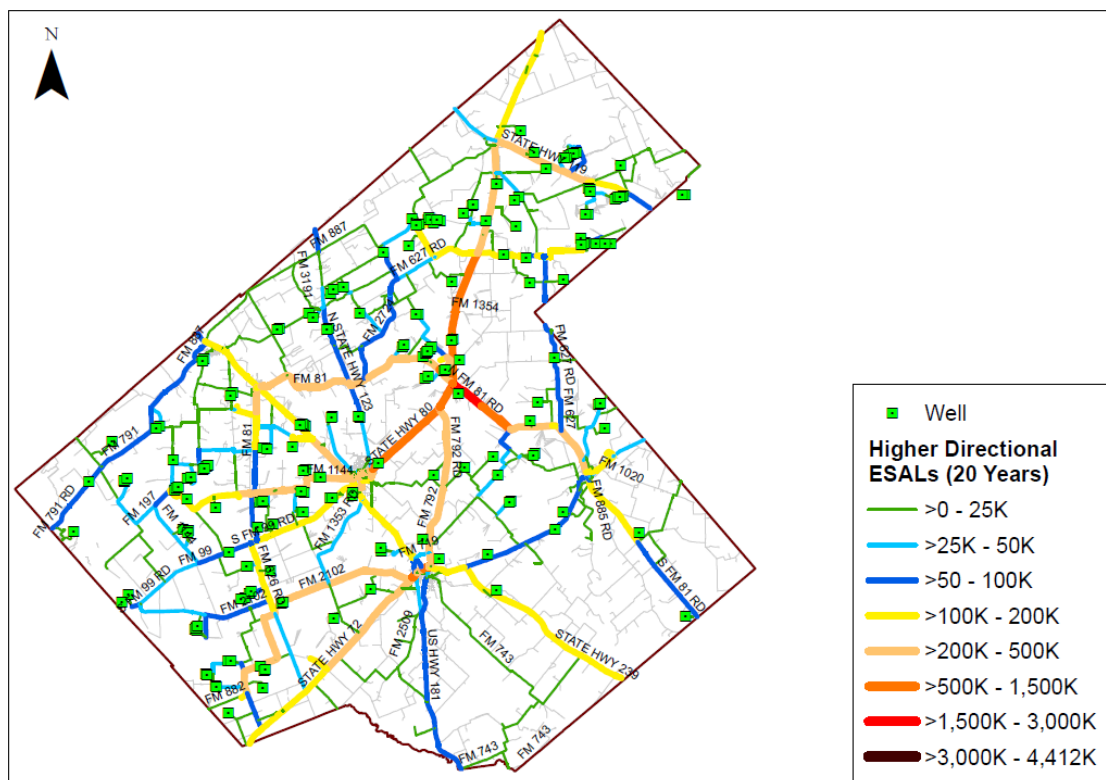 N
STATE HWY
FM 887
FM 3191
FM 627 RD
FM 1354
N STATE HWY 123
FM 81
N FM 81 RD
FM 627 RD
FM 627
FM 791
FM 81
STATE HWY 80
FM 792 RD
FM 1144
FM 1020
FM 791 RD
FM 197
FM 1353 RD
FM 792
FM 885 RD
FM 99
FM 99 RD
FM 626 RD
FM 2102
S FM 81 RD
STATE HWY 72
FM 2509
US HWY 181
FM 743
STATE HWY 239
FM 882
FM 743
FM 743
Well
Higher Directional
ESALs (20 Years)
>0 - 25K
>25K - 50K
>50 - 100K
>100K - 200K
>200K - 500K
>500K - 1,500K
>1,500K - 3,000K
>3,000K - 4,412K